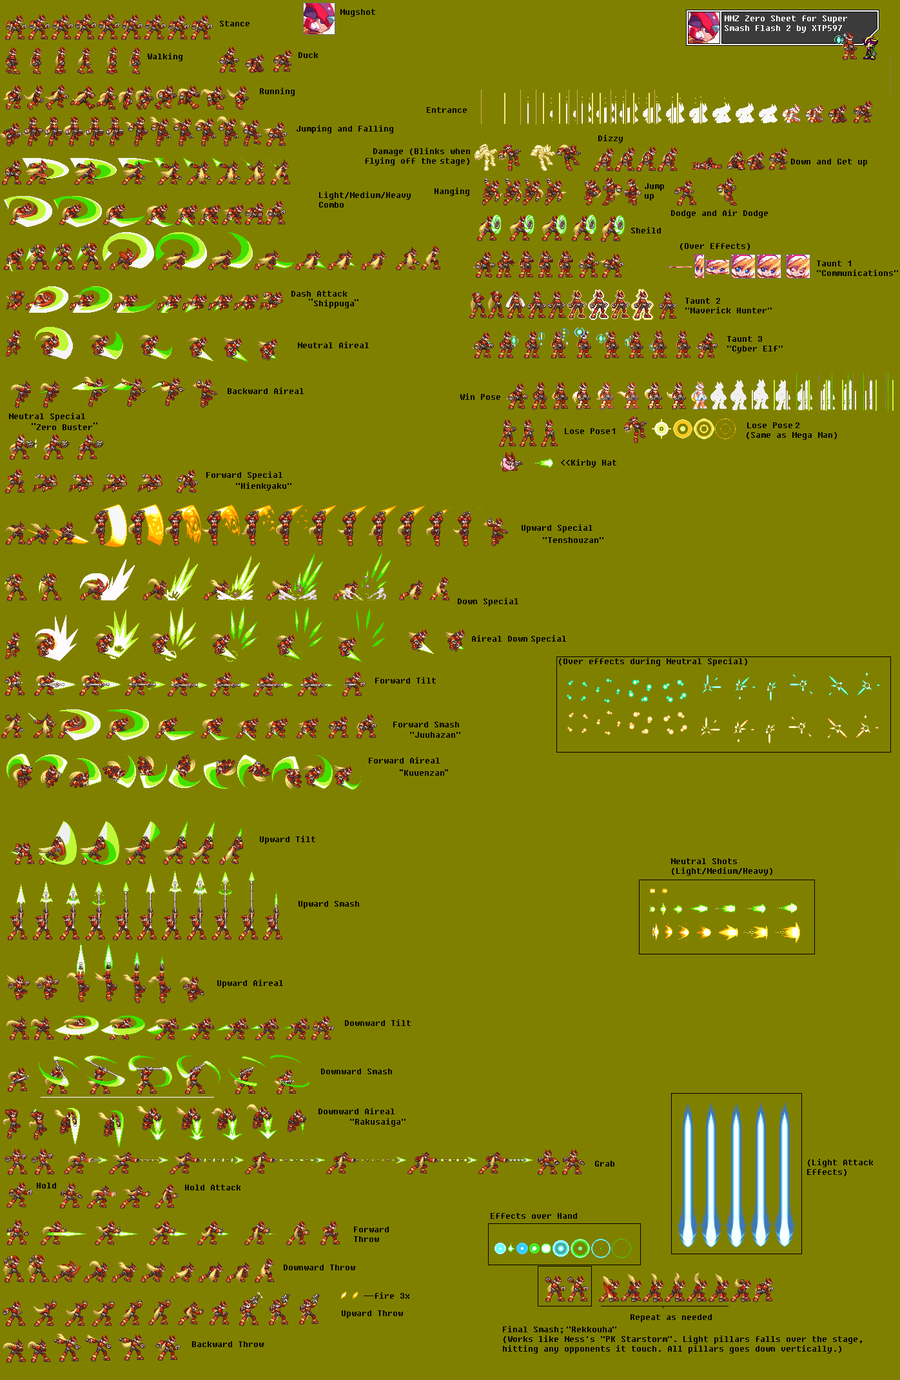 Stance
Mugshot
MMZ Zero Sheet for Super
Smash Flash 2 by XTP597
Walking
Duck
Running
Entrance
Jumping and Falling
Damage (Blinks when
flying off the stage)
Dizzy
Down and Get up
Light/Medium/Heavy
Combo
Hanging
Jump
up
Dodge and Air Dodge
Sheild
(Over Effects)
Taunt 1
"Communications"
Dash Attack
"Shippuga"
Taunt 2
"Maverick Hunter"
Neutral Aireal
Taunt 3
"Cyber Elf"
Backward Aireal
Win Pose
Neutral Special
"Zero Buster"
Lose Pose1
Lose Pose2
(Same as Mega Man)
<<Kirby Hat
Forward Special
"Hienkyaku"
Upward Special
"Tenshouzan"
Down Special
Aireal Down Special
(Over effects during Neutral Special)
Forward Tilt
Forward Smash
"Juuhazan"
Forward Aireal
"Kuuenzan"
Upward Tilt
Neutral Shots
(Light/Medium/Heavy)
Upward Smash
Upward Aireal
Downward Tilt
Downward Smash
Downward Aireal
"Rakusaiga"
Grab
(Light Attack
Effects)
Hold
Hold Attack
Effects over Hand
Forward
Throw
Downward Throw
—fire 3x
Upward Throw
Repeat as needed
Backward Throw
Final Smash; "Rekkouha"
(Works like Ness's "PK Starstorm". Light pillars falls over the stage,
hitting any opponents it touch. All pillars goes down vertically.)